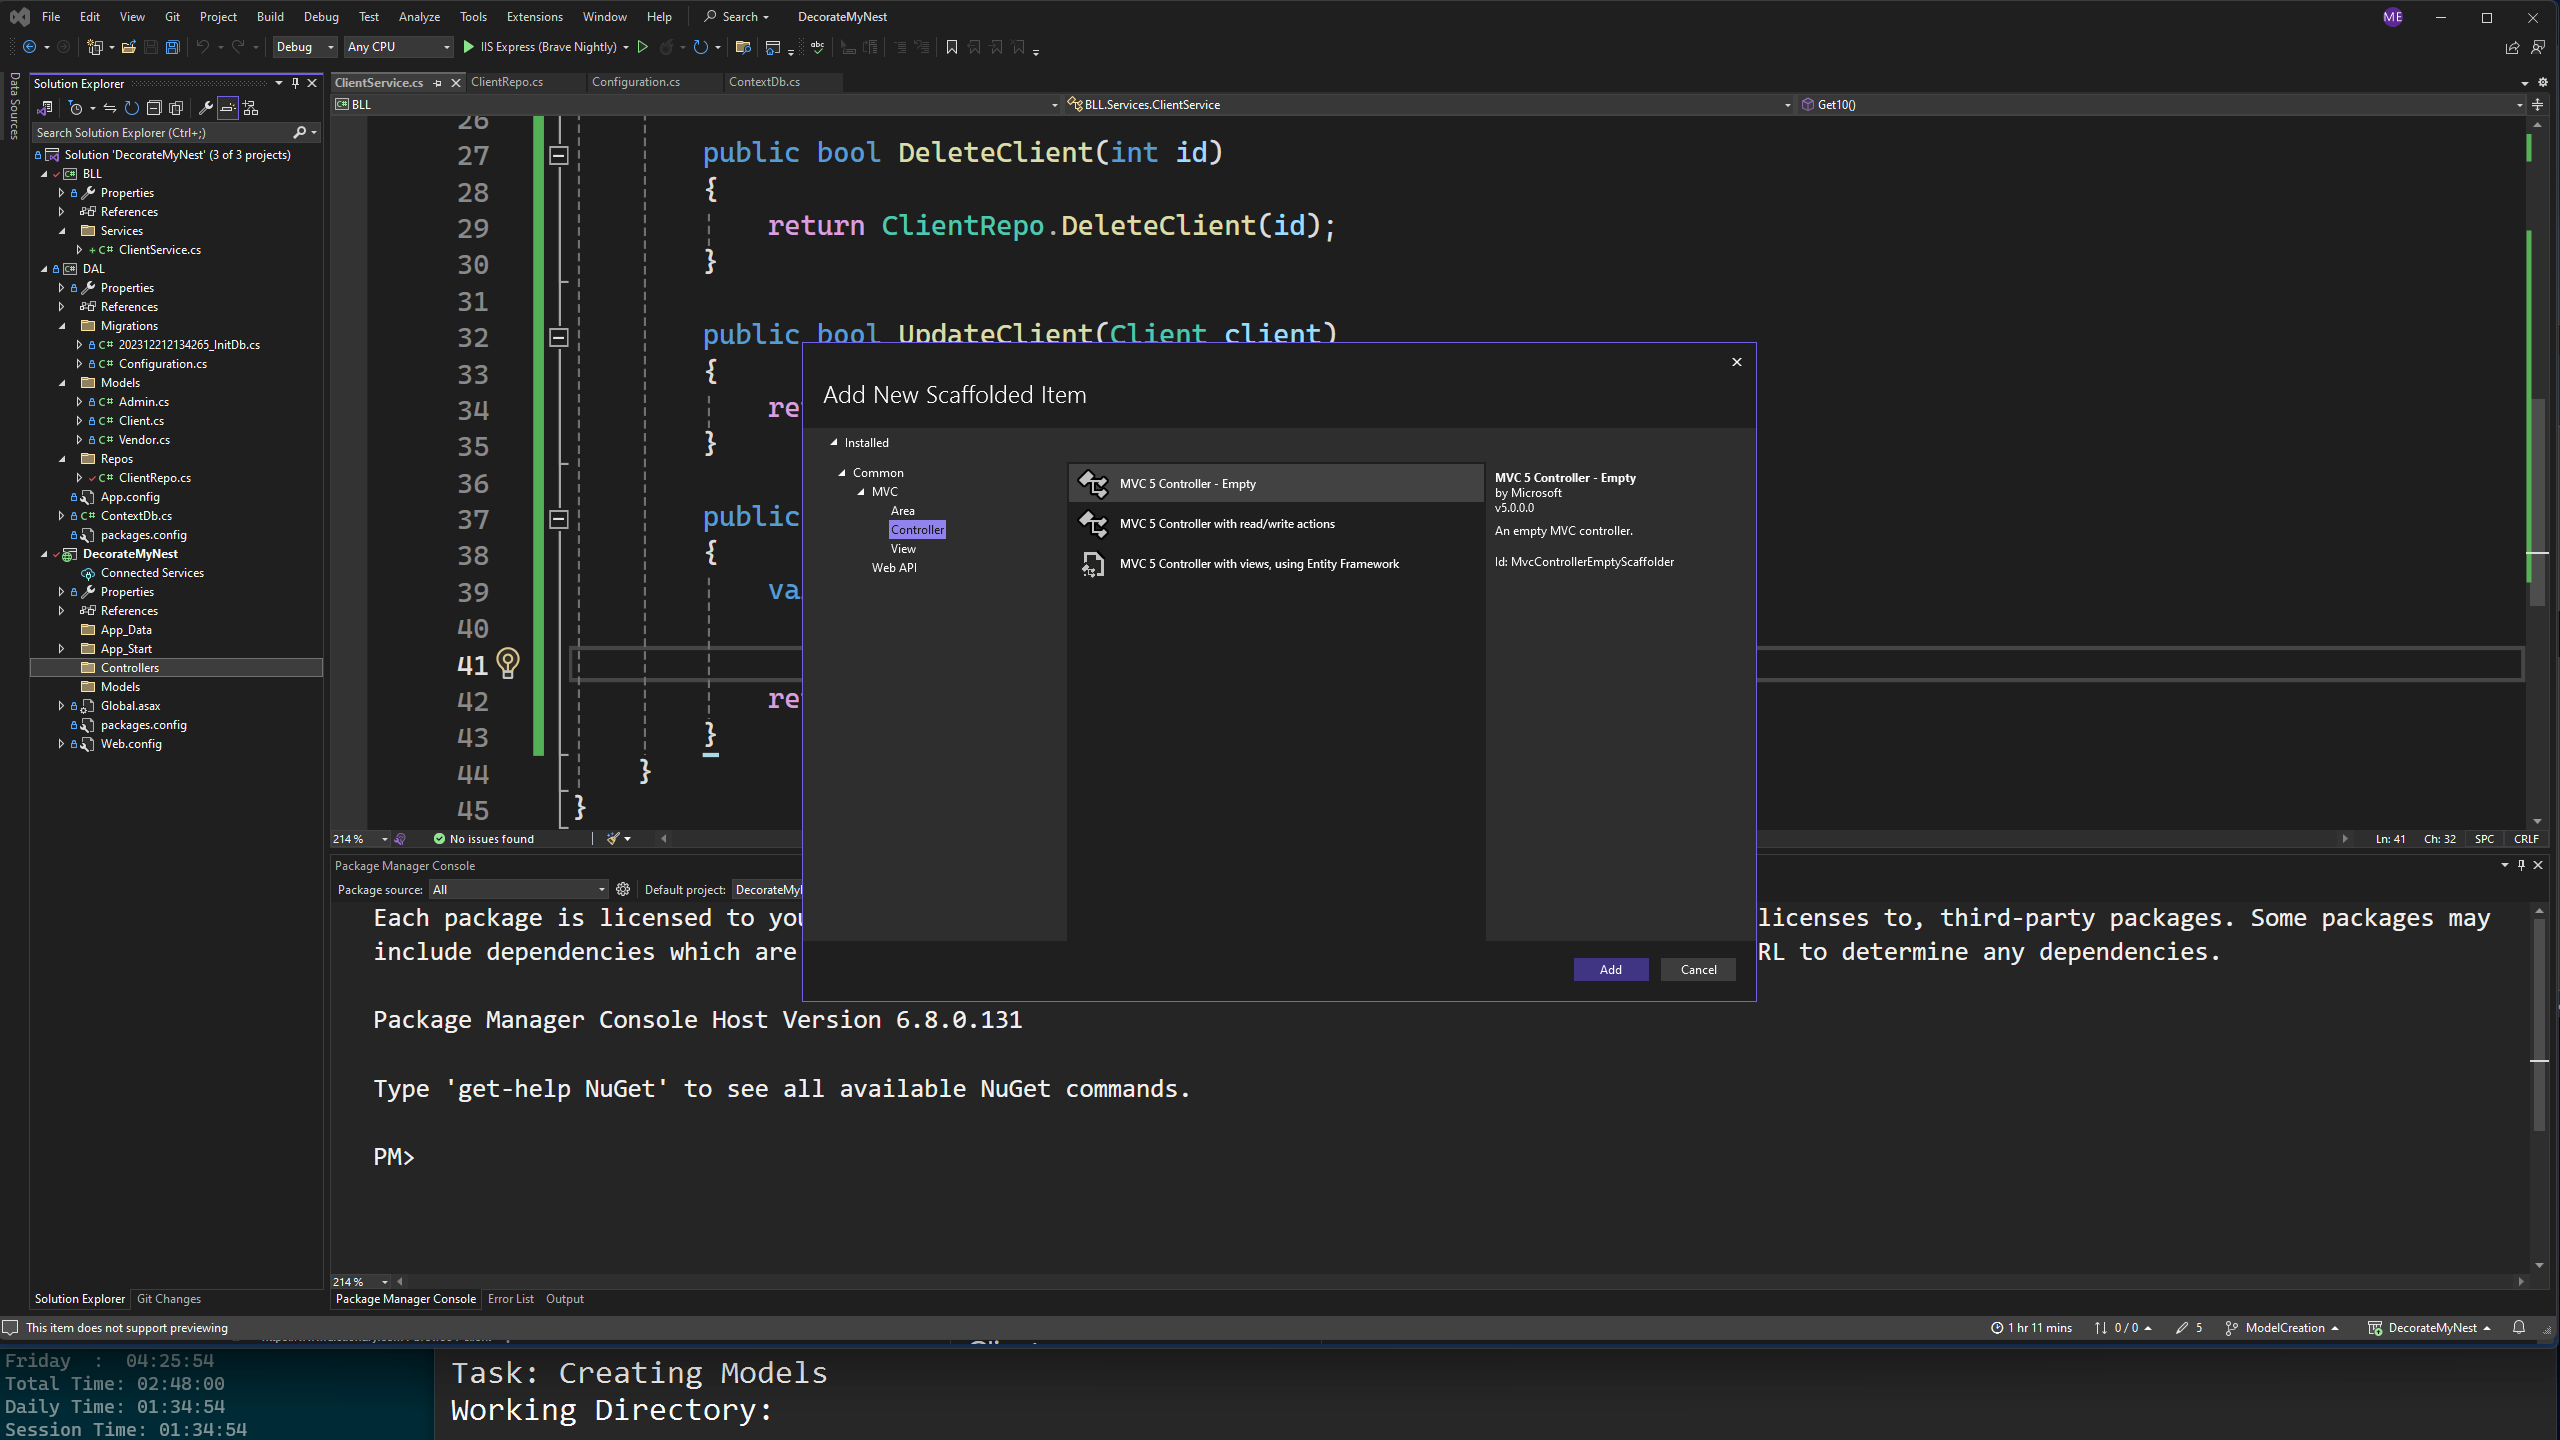 File Edit View Git Project Build Debug Test Analyze Tools Extensions Window Help Search DecorateMyNest ME
Debug Any CPU IIS Express (Brave Nightly)
Data Sources
Solution Explorer
Search Solution Explorer (Ctrl+;)
Solution 'DecorateMyNest' (3 of 3 projects)
BLL
Properties
References
Services
C# ClientService.cs
DAL
Properties
References
Migrations
C# 202312212134265_InitDb.cs
C# Configuration.cs
Models
C# Admin.cs
C# Client.cs
C# Vendor.cs
Repos
C# ClientRepo.cs
App.config
C# ContextDb.cs
packages.config
DecorateMyNest
Connected Services
Properties
References
App_Data
App_Start
Controllers
Models
Global.asax
packages.config
Web.config
Solution Explorer Git Changes
ClientService.cs ClientRepo.cs Configuration.cs ContextDb.cs
BLL BLL.Services.ClientService Get10()
26
27 public bool DeleteClient(int id)
28 {
29 return ClientRepo.DeleteClient(id);
30 }
31
32 public bool UpdateClient(Client client)
33 {
34 re
35 }
36
37 public
38 {
39 va
40
41
42 re
43 }
44 }
45 }
214 % No issues found Ln: 41 Ch: 32 SPC CRLF
Add New Scaffolded Item
Installed
Common
MVC
Area
Controller
View
Web API
MVC 5 Controller - Empty
MVC 5 Controller with read/write actions
MVC 5 Controller with views, using Entity Framework
MVC 5 Controller - Empty
by Microsoft
v5.0.0.0
An empty MVC controller.
Id: MvcControllerEmptyScaffolder
Add Cancel
Package Manager Console
Package source: All Default project: DecorateMy
Each package is licensed to you licenses to, third-party packages. Some packages may
include dependencies which are RL to determine any dependencies.
Package Manager Console Host Version 6.8.0.131
Type 'get-help NuGet' to see all available NuGet commands.
PM>
214 %
Package Manager Console Error List Output
This item does not support previewing 1 hr 11 mins 0 / 0 5 ModelCreation DecorateMyNest
Friday : 04:25:54
Total Time: 02:48:00
Daily Time: 01:34:54
Session Time: 01:34:54
Task: Creating Models
Working Directory: